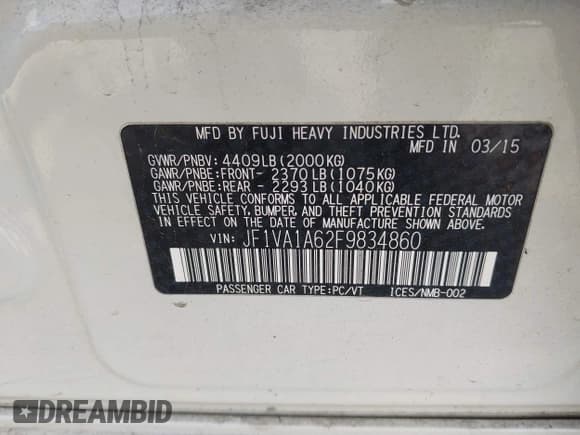 MFD BY FUJI HEAVY INDUSTRIES LTD.
MFD IN 03/15
GVWR/PNBV: 4409LB(2000KG)
GAWR/PNBE:FRONT- 2370LB(1075KG)
GAWR/PNBE:REAR - 2293LB(1040KG)
THIS VEHICLE CONFORMS TO ALL APPLICABLE FEDERAL MOTOR
VEHICLE SAFETY, BUMPER, AND THEFT PREVENTION STANDARDS
IN EFFECT ON THE DATE OF MANUFACTURE SHOWN ABOVE.
VIN: JF1VA1A62F9834860
PASSENGER CAR TYPE:PC/VT ICES/NMB-002
DREAMBID